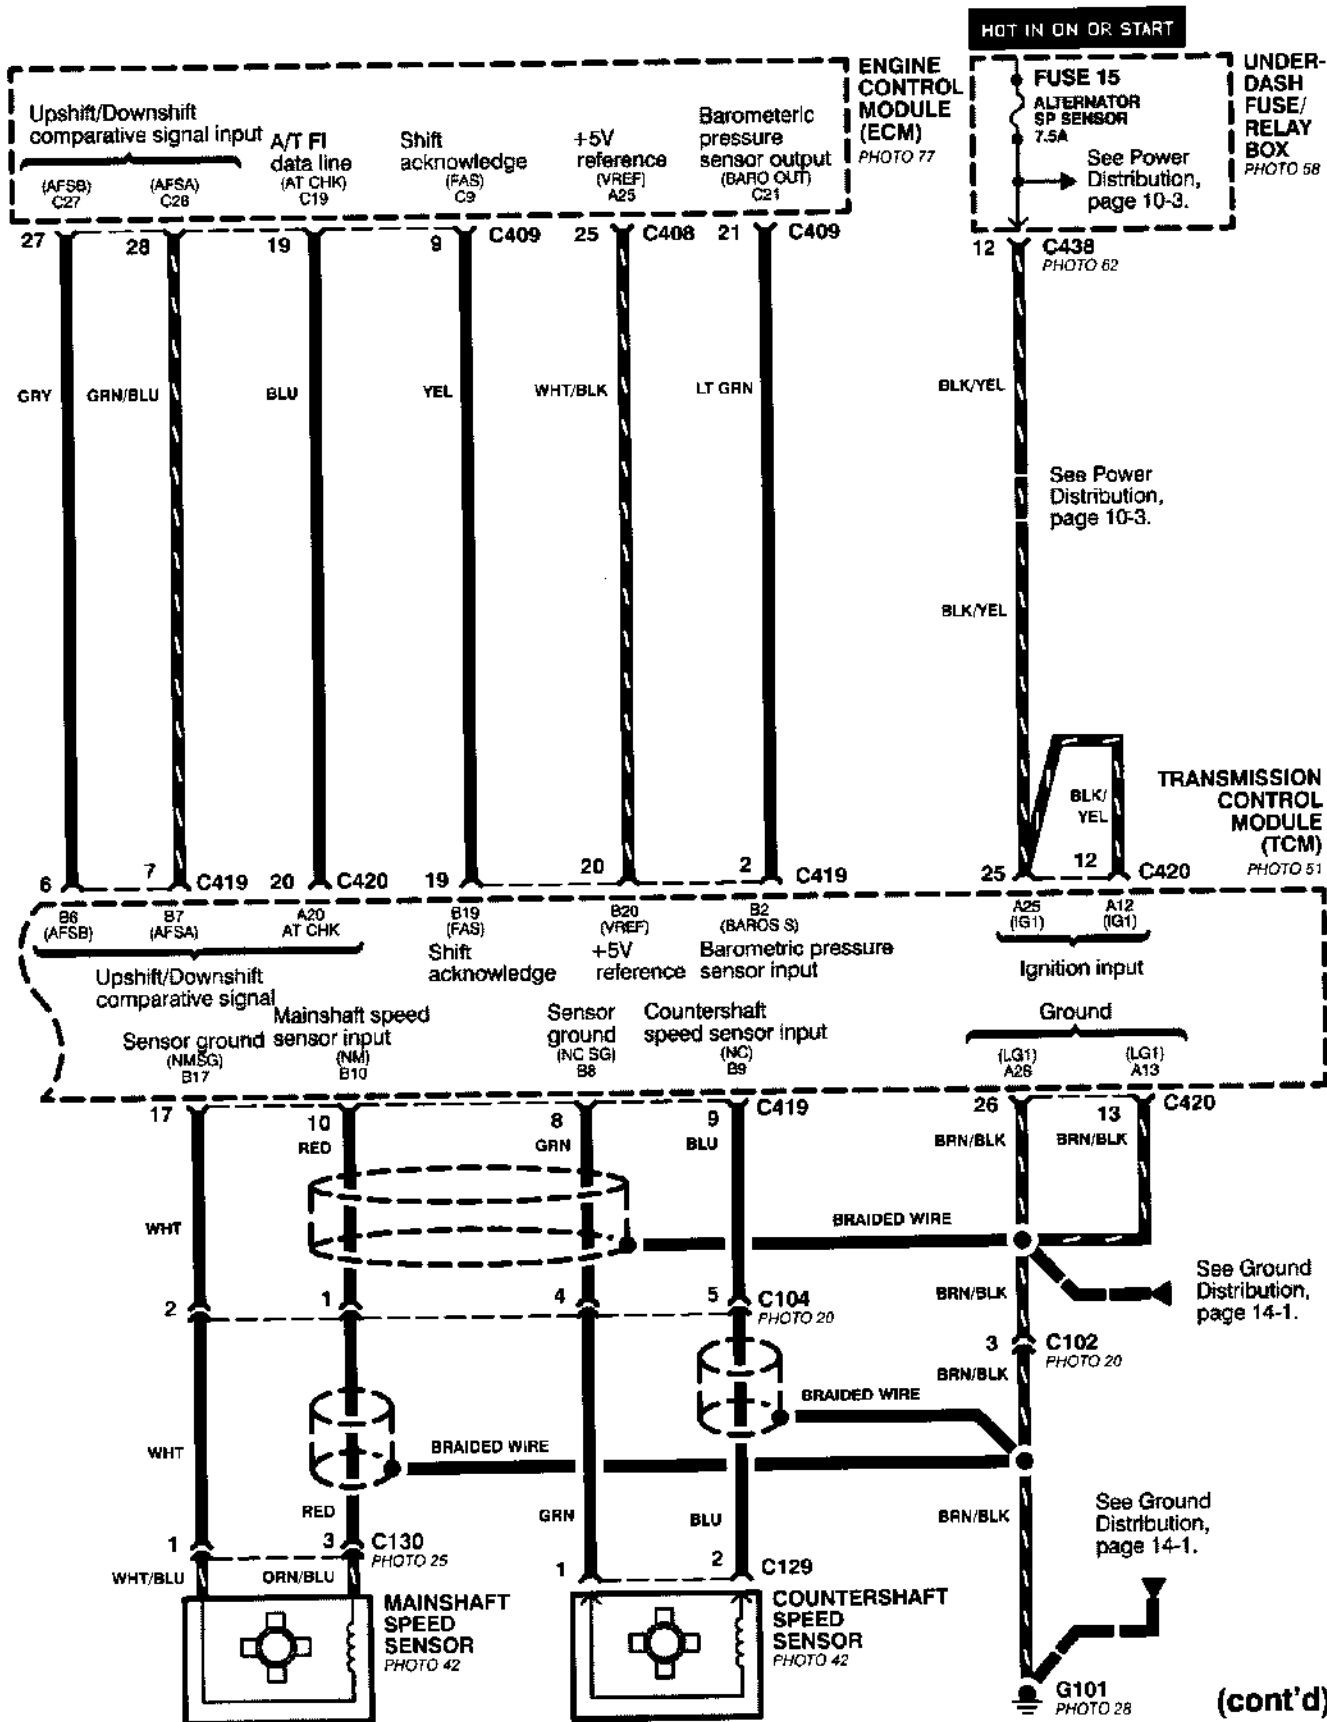 HOT IN ON OR START
ENGINE
CONTROL
MODULE
(ECM)
PHOTO 77
UNDER-
DASH
FUSE/
RELAY
BOX
PHOTO 58
FUSE 15
ALTERNATOR
SP SENSOR
7.5A
See Power
Distribution,
page 10-3.
Upshift/Downshift
comparative signal input
(AFSB)
C27
(AFSA)
C28
A/T FI
data line
(AT CHK)
C19
Shift
acknowledge
(FAS)
C9
+5V
reference
(VREF)
A25
Barometeric
pressure
sensor output
(BARO OUT)
C21
27
28
19
9
C409
25
C408
21
C409
12
C438
PHOTO 62
GRY
GRN/BLU
BLU
YEL
WHT/BLK
LT GRN
BLK/YEL
See Power
Distribution,
page 10-3.
BLK/YEL
BLK/
YEL
TRANSMISSION
CONTROL
MODULE
(TCM)
PHOTO 51
6
7
C419
20
C420
19
20
2
C419
25
12
C420
B6
(AFSB)
B7
(AFSA)
A20
AT CHK
B19
(FAS)
B20
(VREF)
B2
(BAROS S)
A25
(IG1)
A12
(IG1)
Upshift/Downshift
comparative signal
Shift
acknowledge
+5V
reference
Barometric pressure
sensor input
Ignition input
Sensor ground
(NMSG)
B17
Mainshaft speed
sensor input
(NM)
B10
Sensor
ground
(NC SG)
B8
Countershaft
speed sensor input
(NC)
B9
Ground
(LG1)
A26
(LG1)
A13
17
10
8
9
C419
26
13
C420
RED
GRN
BLU
BRN/BLK
BRN/BLK
WHT
BRAIDED WIRE
See Ground
Distribution,
page 14-1.
2
1
4
5
C104
PHOTO 20
BRN/BLK
3
C102
PHOTO 20
BRN/BLK
BRAIDED WIRE
WHT
BRAIDED WIRE
RED
GRN
BLU
BRN/BLK
See Ground
Distribution,
page 14-1.
1
3
C130
PHOTO 25
1
2
C129
WHT/BLU
ORN/BLU
MAINSHAFT
SPEED
SENSOR
PHOTO 42
COUNTERSHAFT
SPEED
SENSOR
PHOTO 42
G101
PHOTO 28
(cont'd)